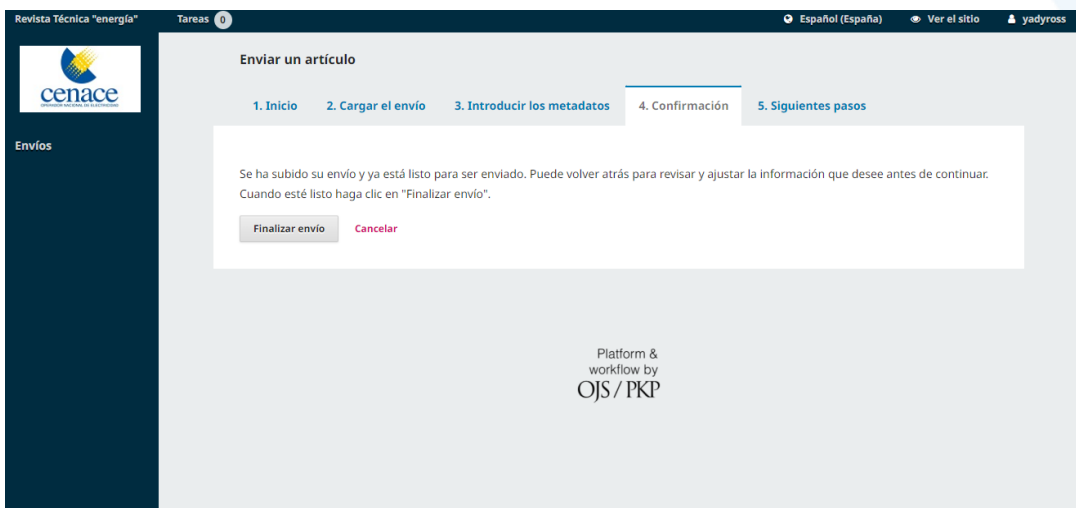 Revista Técnica "energía" Tareas 0 Español (España) Ver el sitio yadyross
cenace
Envíos
Enviar un artículo
1. Inicio 2. Cargar el envío 3. Introducir los metadatos 4. Confirmación 5. Siguientes pasos
Se ha subido su envío y ya está listo para ser enviado. Puede volver atrás para revisar y ajustar la información que desee antes de continuar.
Cuando esté listo haga clic en "Finalizar envío".
Finalizar envío Cancelar
Platform &
workflow by
OJS / PKP